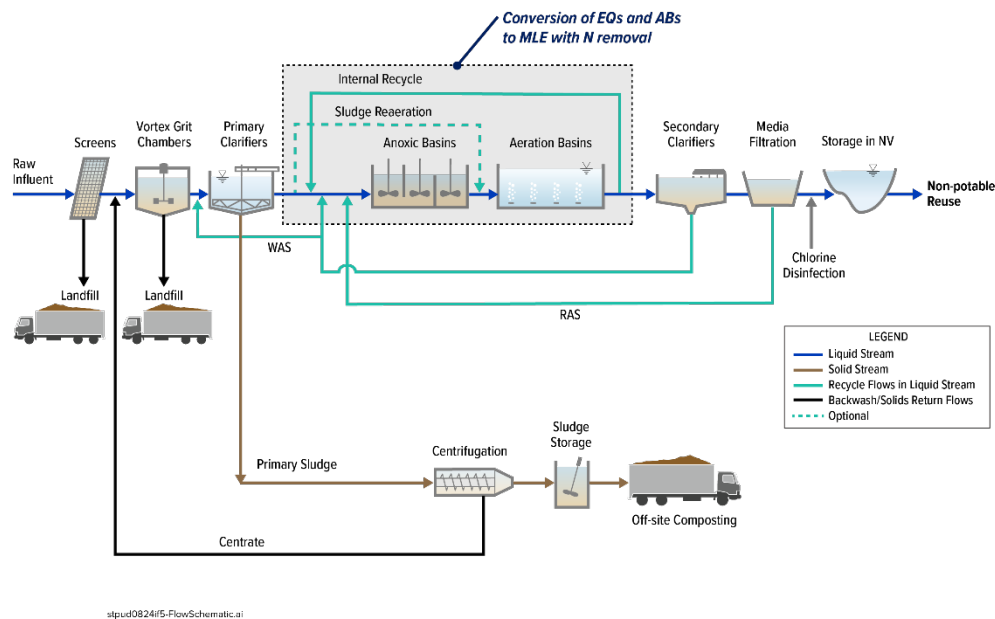 Conversion of EQs and ABs
to MLE with N removal
Internal Recycle
Sludge Reaeration
Screens
Vortex Grit
Chambers
Primary
Clarifiers
Anoxic Basins
Aeration Basins
Secondary
Clarifiers
Media
Filtration
Storage in NV
Raw
Influent
Non-potable
Reuse
WAS
Chlorine
Disinfection
Landfill
Landfill
RAS
LEGEND
Liquid Stream
Solid Stream
Recycle Flows in Liquid Stream
Backwash/Solids Return Flows
Optional
Primary Sludge
Centrifugation
Sludge
Storage
Off-site Composting
Centrate
stpud0824if5-FlowSchematic.ai